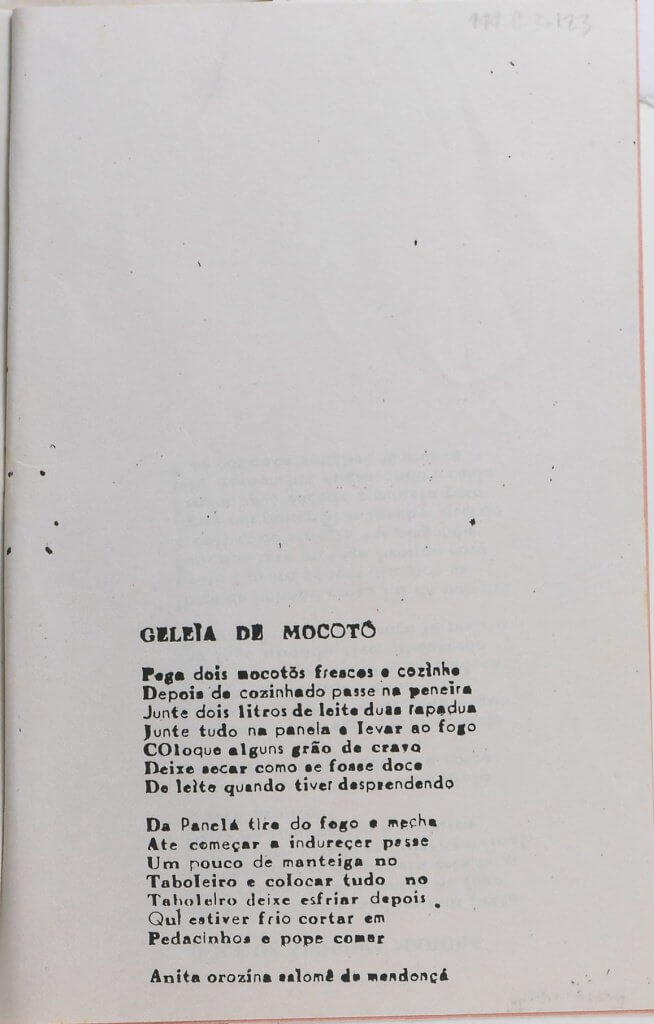 GELEIA DE MOCOTÔ
Pega dois mocotõs frescos e cozinhe
Depois de cozinhado passe na peneira
Junte dois litros de leite duas rapadua
Junte tudo na panela e levar ao fogo
COloque alguns grão de cravo
Deixe secar como se fosse doce
De leite quando tiver desprendendo
Da Panelá tire do fogo e mecha
Ate começar a indureçer passe
Um pouco de manteiga no
Taboleiro e colocar tudo no
Taboleiro deixe esfriar depois .
Qui estiver frio cortar em
Pedacinhos e pope comer
Anita orozina salomê de mendonçá